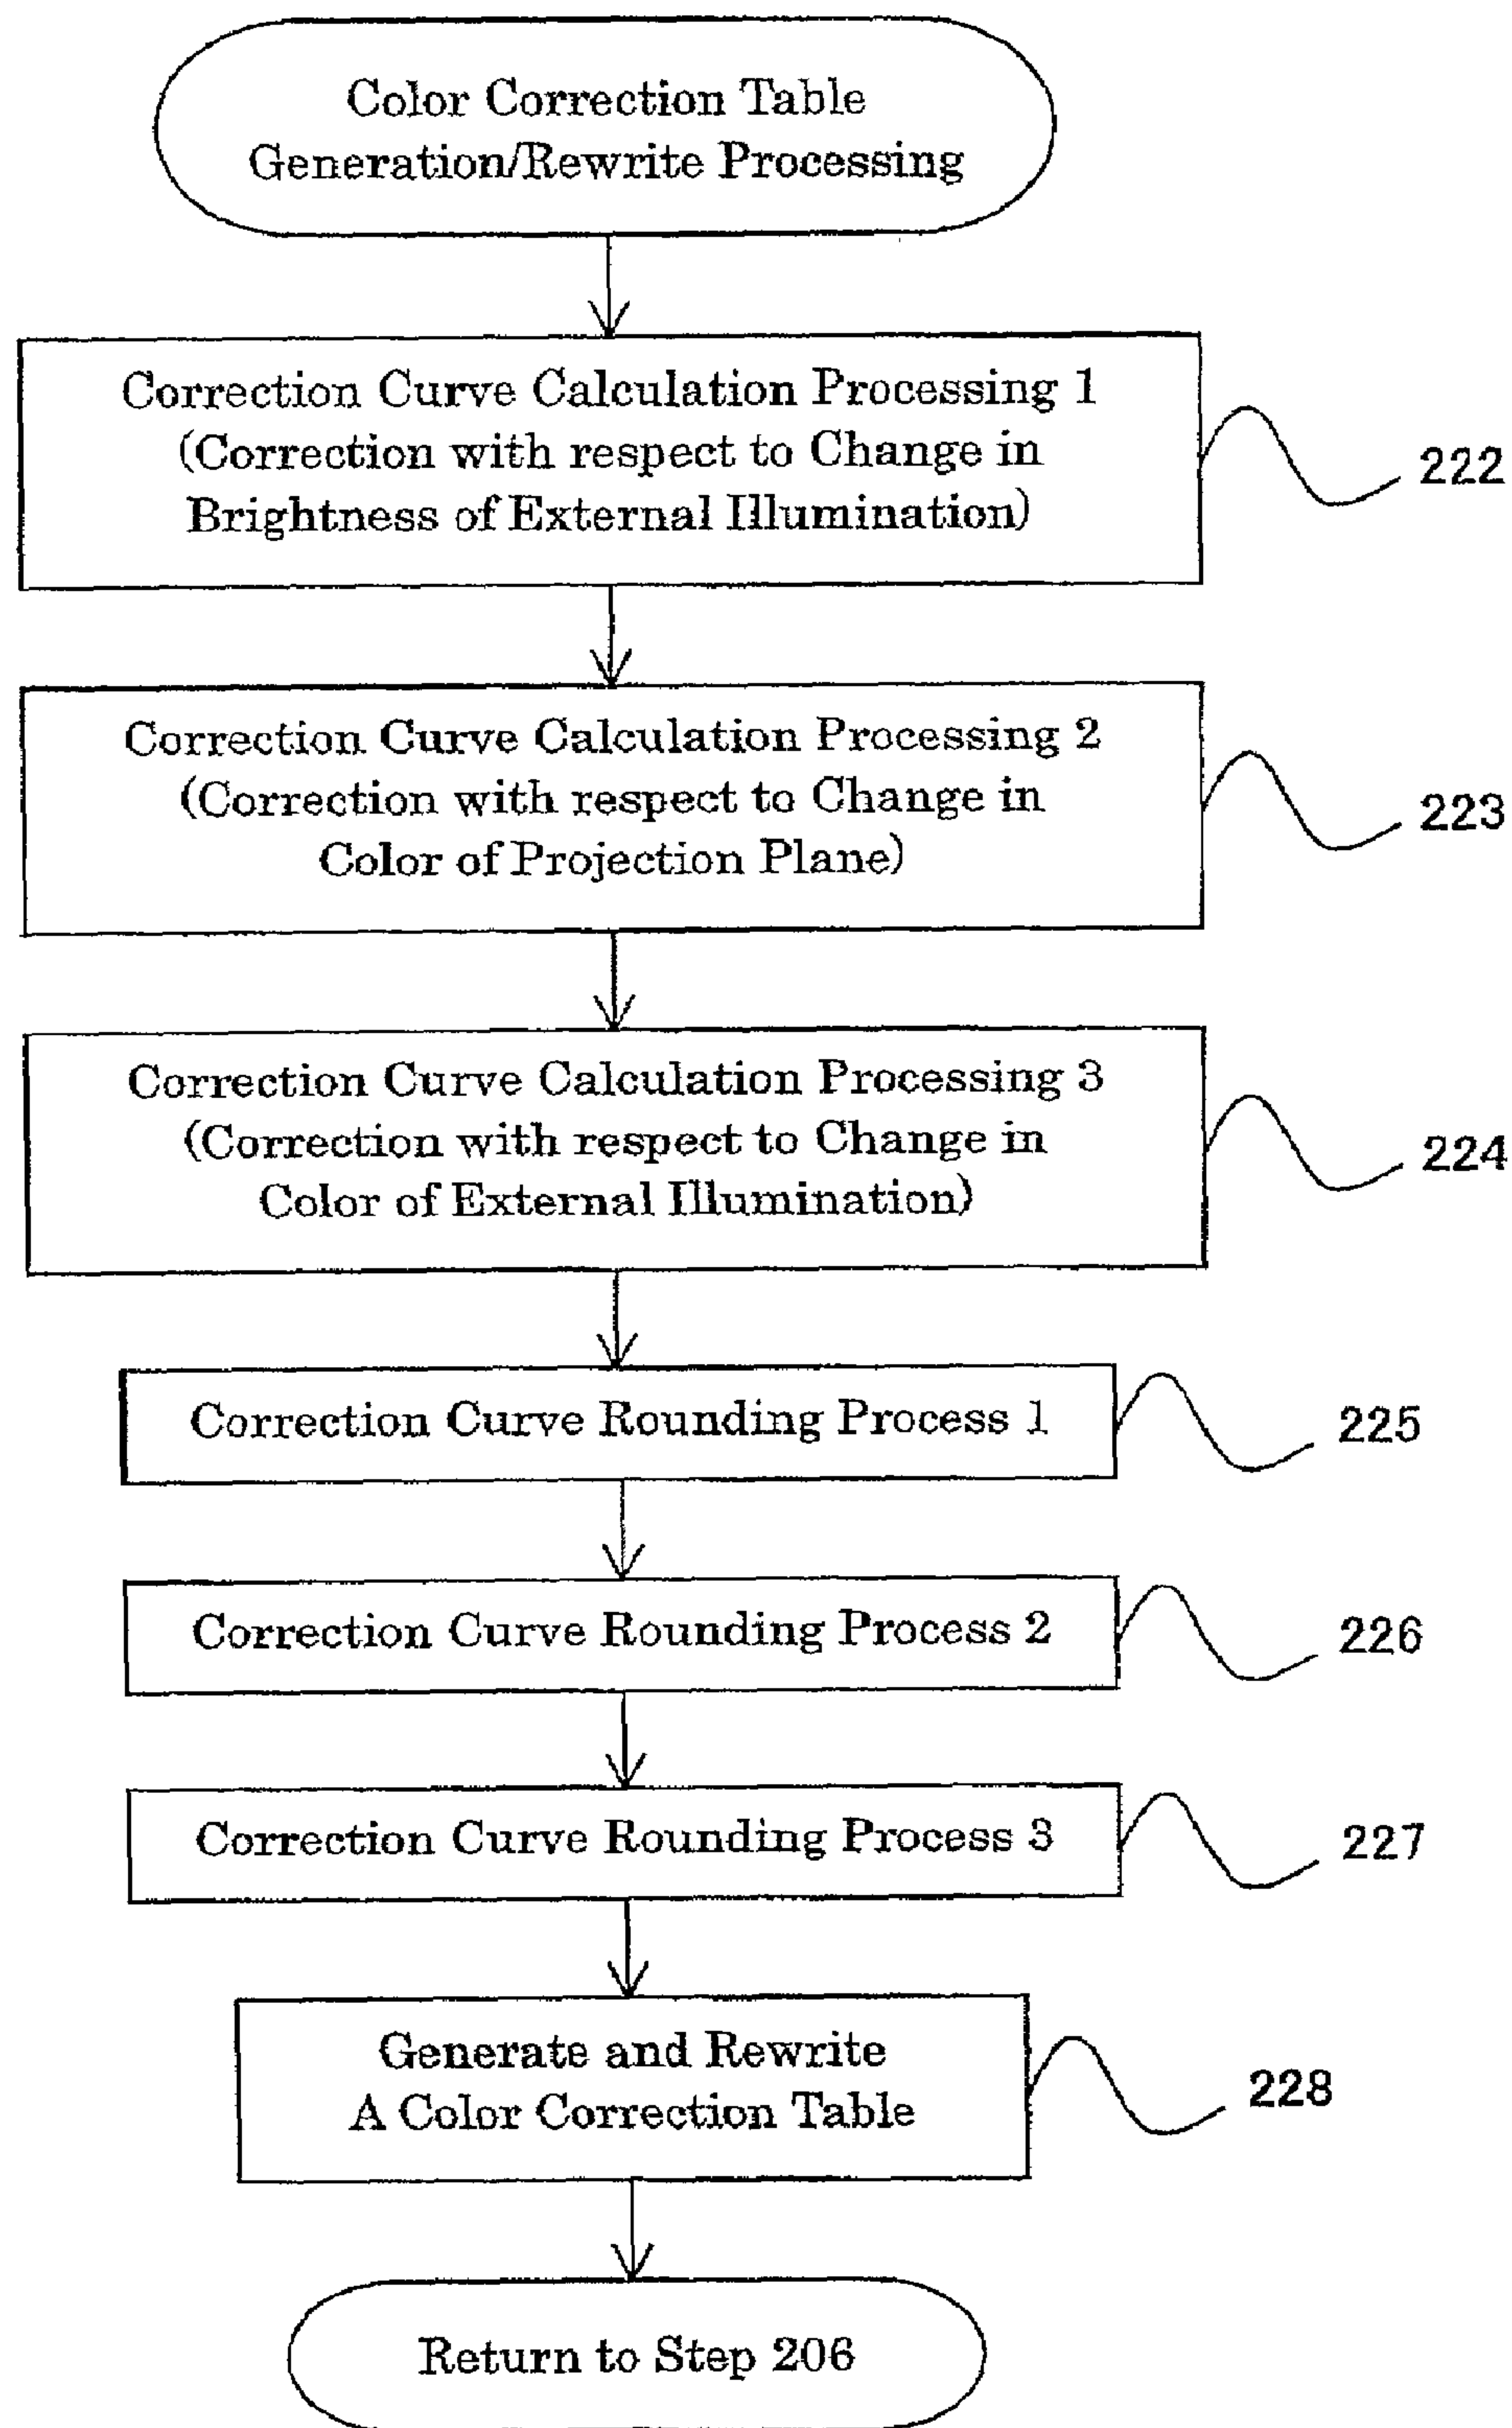 Color Correction Table
Generation/Rewrite Processing
Correction Curve Calculation Processing 1
(Correction with respect to Change in
Brightness of External Illumination)
222
Correction Curve Calculation Processing 2
(Correction with respect to Change in
Color of Projection Plane)
223
Correction Curve Calculation Processing 3
(Correction with respect to Change in
Color of External Illumination)
224
Correction Curve Rounding Process 1
225
Correction Curve Rounding Process 2
226
Correction Curve Rounding Process 3
227
Generate and Rewrite
A Color Correction Table
228
Return to Step 206